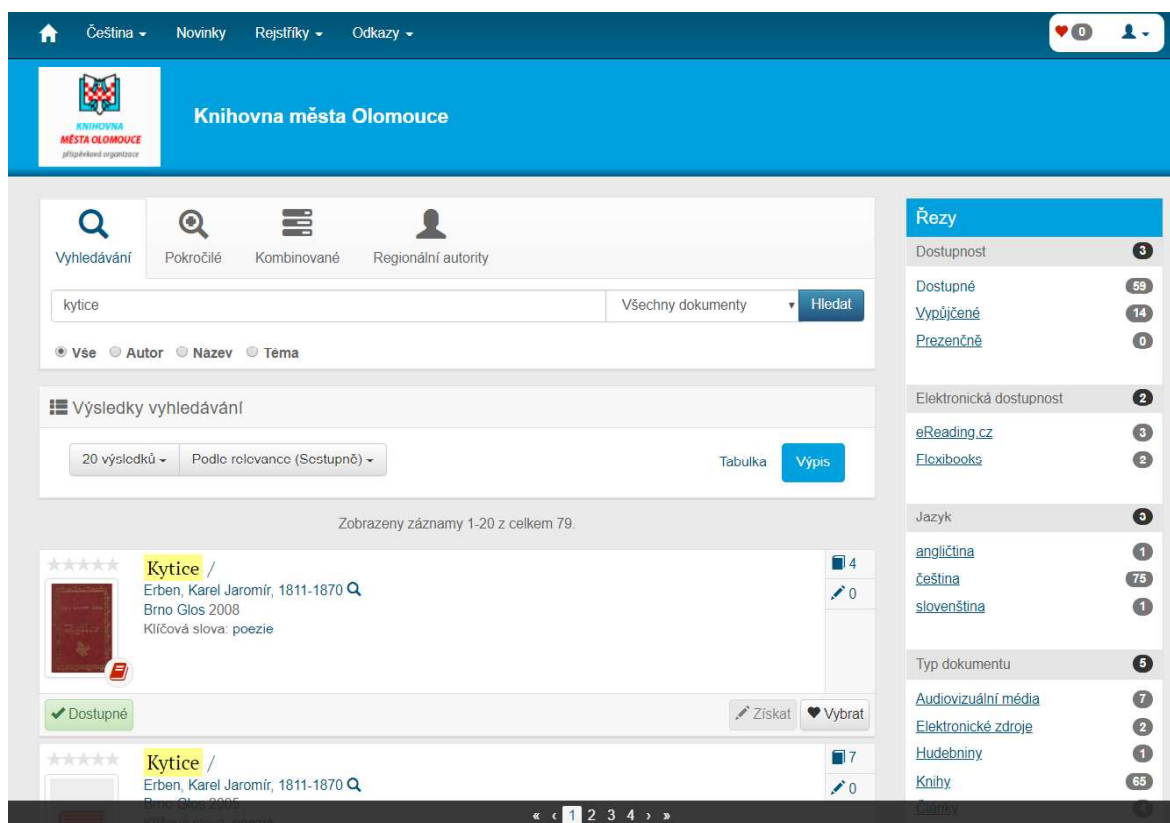 Čeština Novinky Rejstříky Odkazy 0
KNIHOVNA
MĚSTA OLOMOUCE
příspěvková organizace
Knihovna města Olomouce
Vyhledávání Pokročilé Kombinované Regionální autority
kytice Všechny dokumenty Hledat
Vše Autor Název Téma
Výsledky vyhledávání
20 výsledků Podle relevance (Sestupně) Tabulka Výpis
Zobrazeny záznamy 1-20 z celkem 79.
Kytice / 4
Erben, Karel Jaromír, 1811-1870 0
Brno Glos 2008
Klíčová slova: poezie
Dostupné Získat Vybrat
Kytice / 7
Erben, Karel Jaromír, 1811-1870 0
Brno Glos 2005
« ‹ 1 2 3 4 › »
Řezy
Dostupnost 3
Dostupné 59
Vypůjčené 14
Prezenčně 0
Elektronická dostupnost 2
eReading.cz 3
Flexibooks 2
Jazyk 3
angličtina 1
čeština 75
slovenština 1
Typ dokumentu 5
Audiovizuální média 7
Elektronické zdroje 2
Hudebniny 1
Knihy 65
Články 4